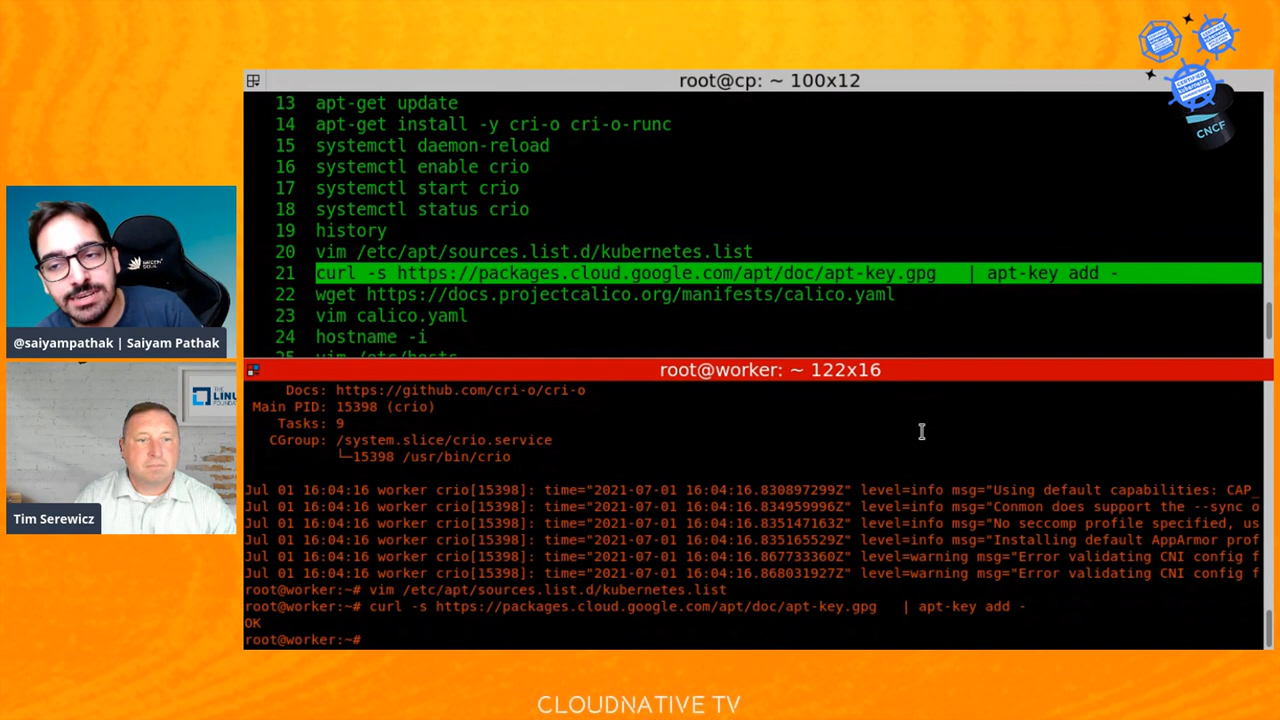 CNCF
root@cp: ~ 100x12
13 apt-get update
14 apt-get install -y cri-o cri-o-runc
15 systemctl daemon-reload
16 systemctl enable crio
17 systemctl start crio
18 systemctl status crio
19 history
20 vim /etc/apt/sources.list.d/kubernetes.list
21 curl -s https://packages.cloud.google.com/apt/doc/apt-key.gpg | apt-key add -
22 wget https://docs.projectcalico.org/manifests/calico.yaml
23 vim calico.yaml
24 hostname -i
25 vim /etc/hosts
@saiyampathak | Saiyam Pathak
THE
LINU
FOUNDAT
Tim Serewicz
root@worker: ~ 122x16
Docs: https://github.com/cri-o/cri-o
Main PID: 15398 (crio)
Tasks: 9
CGroup: /system.slice/crio.service
└─15398 /usr/bin/crio
Jul 01 16:04:16 worker crio[15398]: time="2021-07-01 16:04:16.830897299Z" level=info msg="Using default capabilities: CAP_
Jul 01 16:04:16 worker crio[15398]: time="2021-07-01 16:04:16.834959996Z" level=info msg="Conmon does support the --sync o
Jul 01 16:04:16 worker crio[15398]: time="2021-07-01 16:04:16.835147163Z" level=info msg="No seccomp profile specified, us
Jul 01 16:04:16 worker crio[15398]: time="2021-07-01 16:04:16.835165529Z" level=info msg="Installing default AppArmor prof
Jul 01 16:04:16 worker crio[15398]: time="2021-07-01 16:04:16.867733360Z" level=warning msg="Error validating CNI config f
Jul 01 16:04:16 worker crio[15398]: time="2021-07-01 16:04:16.868031927Z" level=warning msg="Error validating CNI config f
root@worker:~# vim /etc/apt/sources.list.d/kubernetes.list
root@worker:~# curl -s https://packages.cloud.google.com/apt/doc/apt-key.gpg | apt-key add -
OK
root@worker:~#
CLOUDNATIVE TV